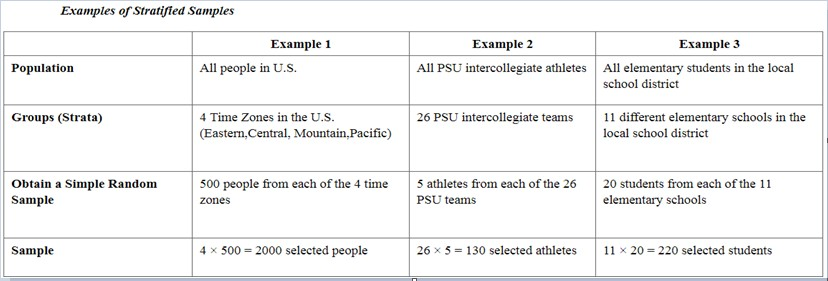 Examples of Stratified Samples
Example 1 Example 2 Example 3
Population All people in U.S. All PSU intercollegiate athletes All elementary students in the local
school district
Groups (Strata) 4 Time Zones in the U.S. 26 PSU intercollegiate teams 11 different elementary schools in the
(Eastern,Central, Mountain,Pacific) local school district
Obtain a Simple Random 500 people from each of the 4 time 5 athletes from each of the 26 20 students from each of the 11
Sample zones PSU teams elementary schools
Sample 4 × 500 = 2000 selected people 26 × 5 = 130 selected athletes 11 × 20 = 220 selected students